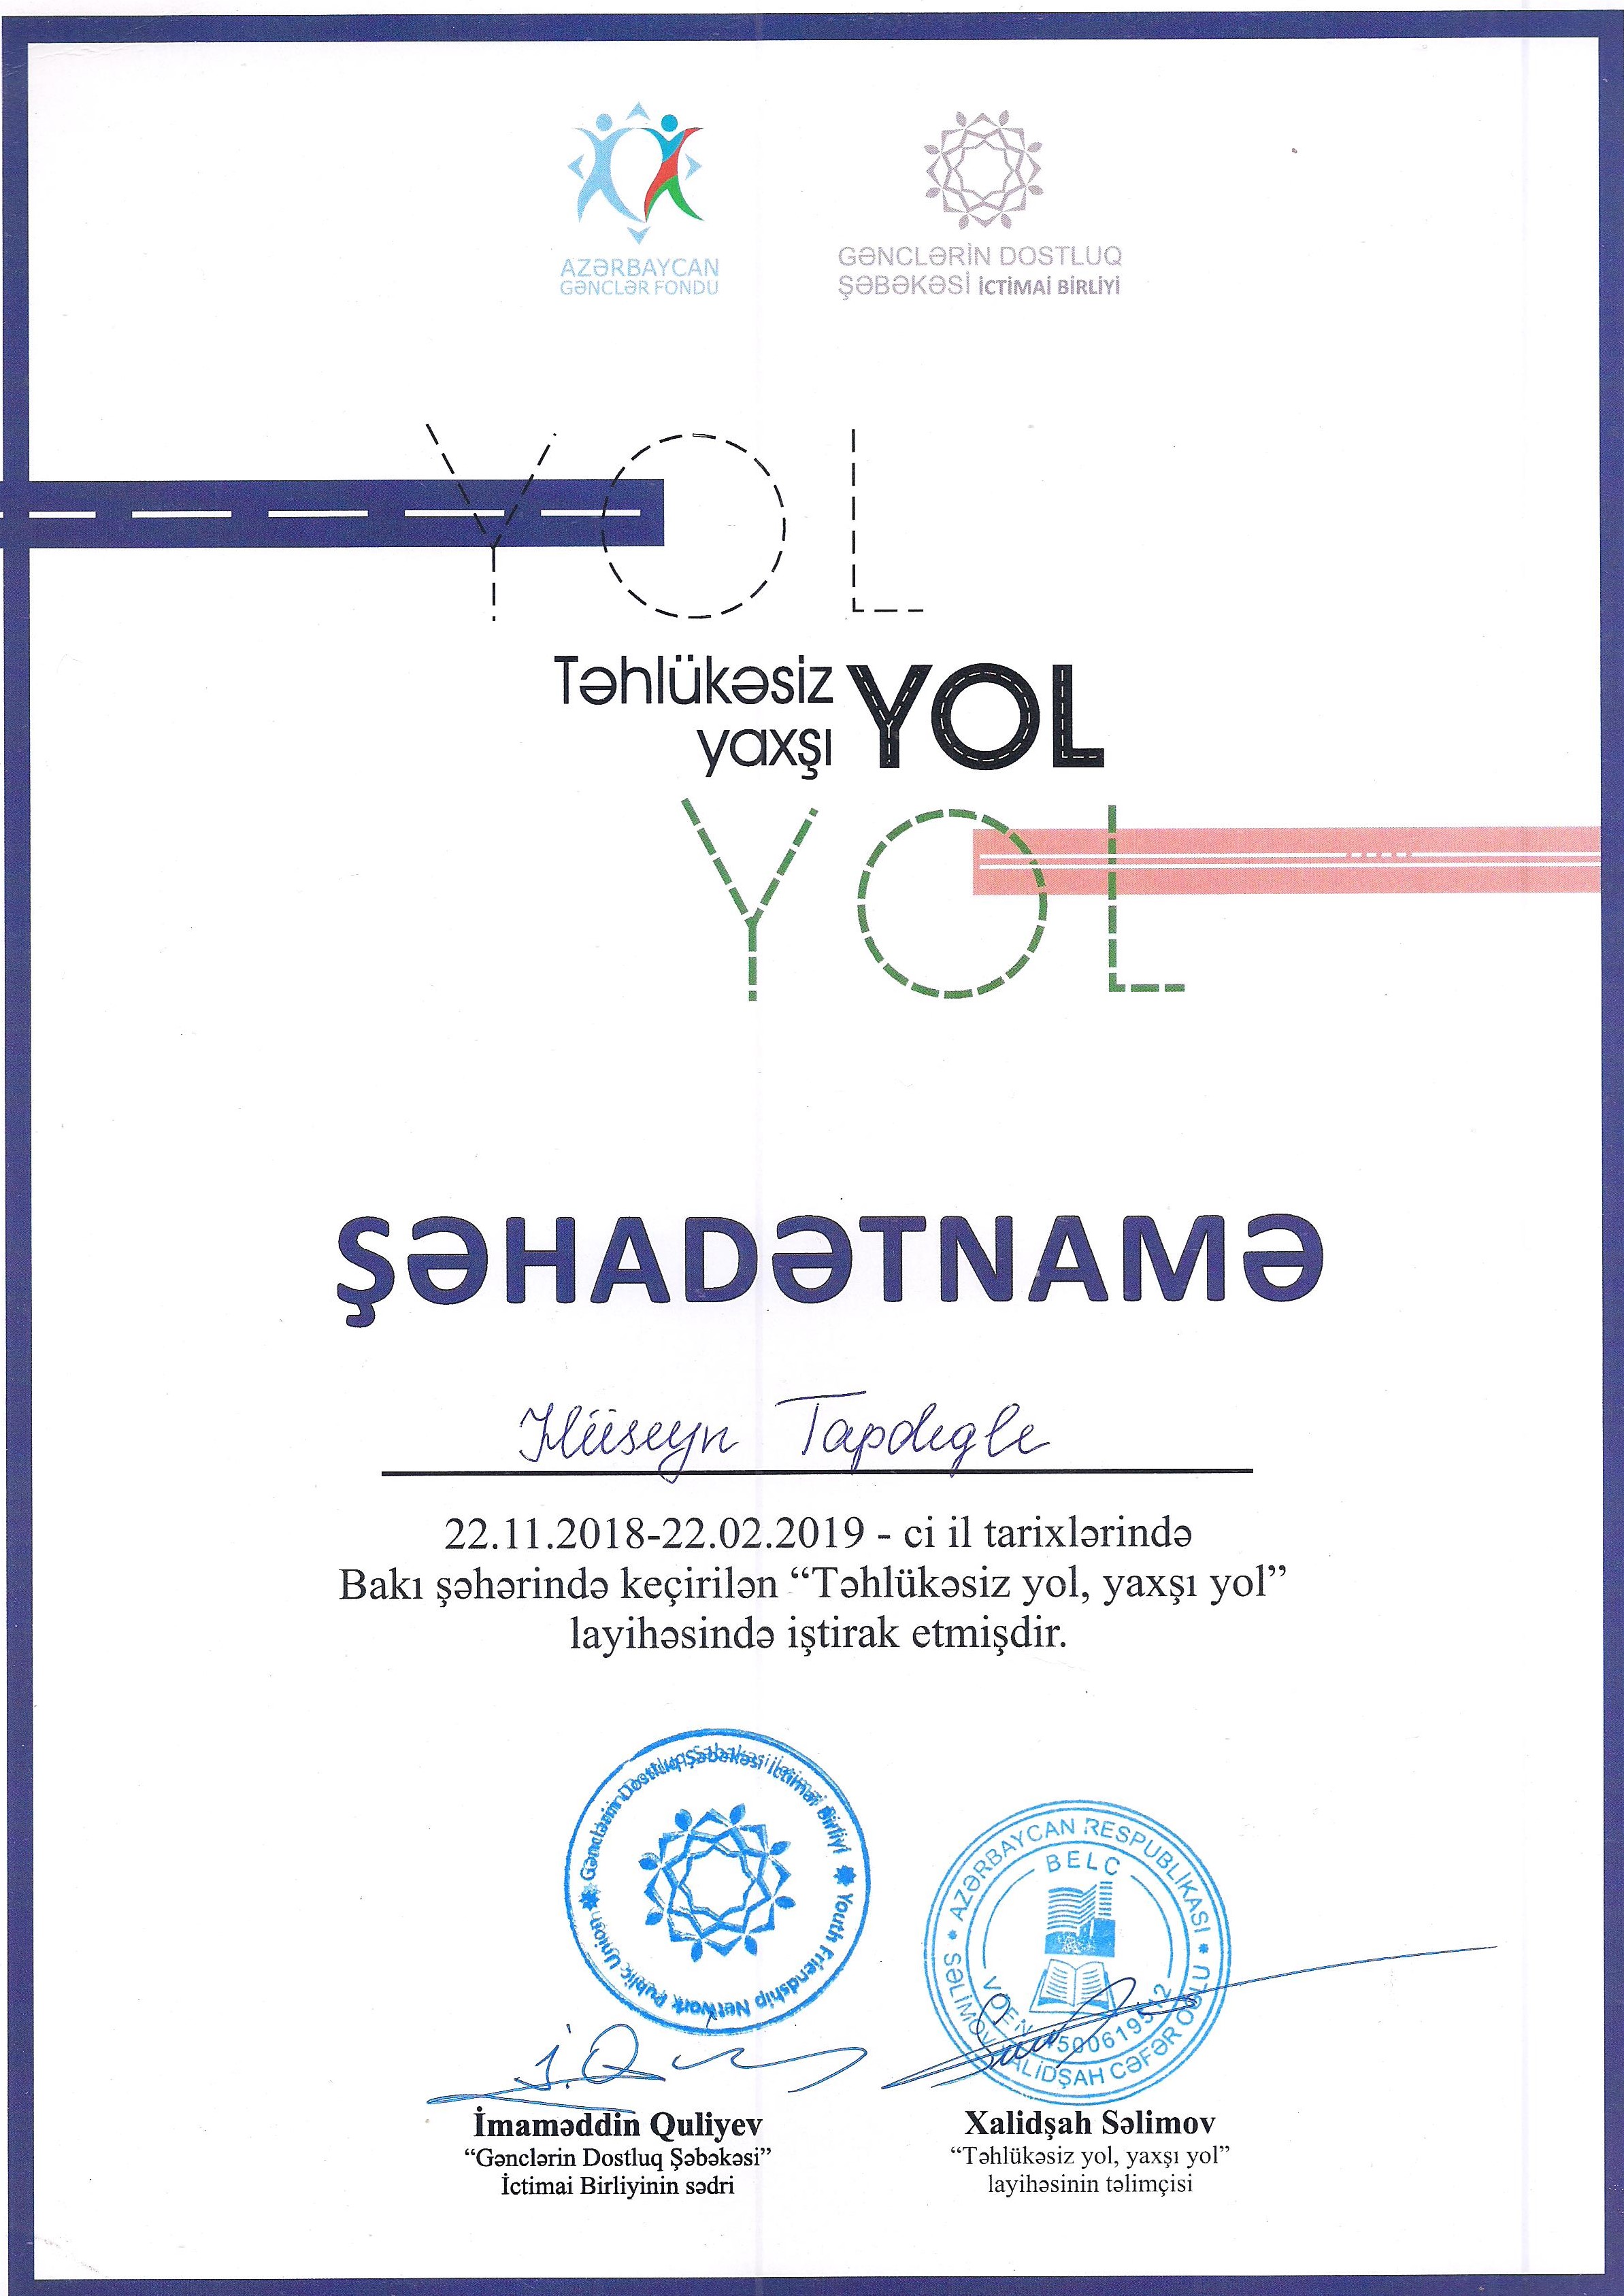 AZƏRBAYCAN
GƏNCLƏR FONDU
GƏNCLƏRİN DOSTLUQ
ŞƏBƏKƏSİ İCTİMAİ BİRLİYİ
YOL
Təhlükəsiz
yaxşı YOL
YOL
ŞƏHADƏTNAMƏ
Hüseyn Tapdıqlı
22.11.2018-22.02.2019 - ci il tarixlərində
Bakı şəhərində keçirilən “Təhlükəsiz yol, yaxşı yol”
layihəsində iştirak etmişdir.
Gənclərin Dostluq Şəbəkəsi İctimai Birliyi
Youth Friendship Network Public Union
AZƏRBAYCAN RESPUBLİKASI
BELC
VÖEN
SƏLİMOV XALİDŞAH CƏFƏR OĞLU
İ.Q
İmaməddin Quliyev
“Gənclərin Dostluq Şəbəkəsi”
İctimai Birliyinin sədri
Xalidşah Səlimov
“Təhlükəsiz yol, yaxşı yol”
layihəsinin təlimçisi